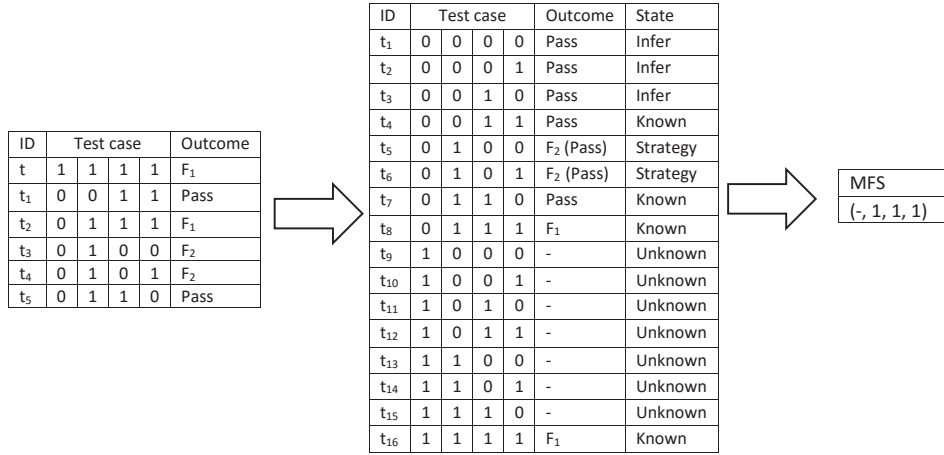 ID Test case Outcome
t 1 1 1 1 F₁
t₁ 0 0 1 1 Pass
t₂ 0 1 1 1 F₁
t₃ 0 1 0 0 F₂
t₄ 0 1 0 1 F₂
t₅ 0 1 1 0 Pass
ID Test case Outcome State
t₁ 0 0 0 0 Pass Infer
t₂ 0 0 0 1 Pass Infer
t₃ 0 0 1 0 Pass Infer
t₄ 0 0 1 1 Pass Known
t₅ 0 1 0 0 F₂ (Pass) Strategy
t₆ 0 1 0 1 F₂ (Pass) Strategy
t₇ 0 1 1 0 Pass Known
t₈ 0 1 1 1 F₁ Known
t₉ 1 0 0 0 - Unknown
t₁₀ 1 0 0 1 - Unknown
t₁₁ 1 0 1 0 - Unknown
t₁₂ 1 0 1 1 - Unknown
t₁₃ 1 1 0 0 - Unknown
t₁₄ 1 1 0 1 - Unknown
t₁₅ 1 1 1 0 - Unknown
t₁₆ 1 1 1 1 F₁ Known
MFS
(-, 1, 1, 1)